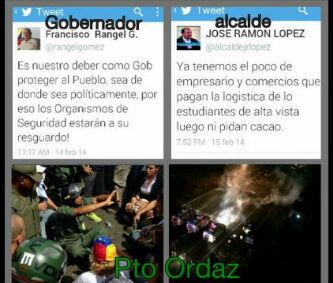 Tweet
Tweet
Gobernador
alcalde
Francisco Rangel G.
@rangelgomez
Es nuestro deber como Gob
proteger al Pueblo, sea de
donde sea políticamente, por
eso los Organismos de
Seguridad estarán a su
resguardo!
11:17 AM · 14 feb 14
JOSE RAMON LOPEZ
@alcaldejrlopez
Ya tenemos el poco de
empresario y comercios que
pagan la logistica de lo
estudiantes de alta vista
luego ni pidan cacao.
7:52 PM · 15 feb 14
Pto Ordaz